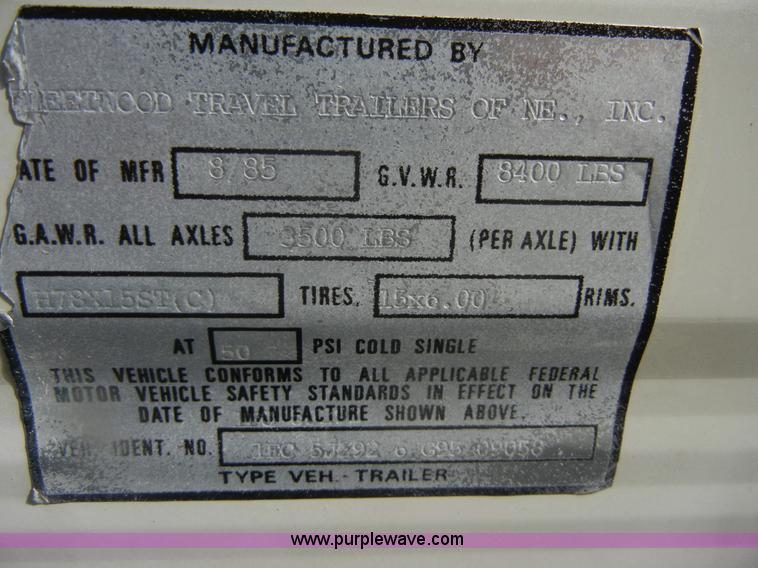 MANUFACTURED BY
FLEETWOOD TRAVEL TRAILERS OF NE., INC.
ATE OF MFR 8/85 G.V.W.R. 8400 LBS
G.A.W.R. ALL AXLES 3500 LBS (PER AXLE) WITH
H78X15ST(C) TIRES, 15x6.00 RIMS.
AT 50 PSI COLD SINGLE
THIS VEHICLE CONFORMS TO ALL APPLICABLE FEDERAL
MOTOR VEHICLE SAFETY STANDARDS IN EFFECT ON THE
DATE OF MANUFACTURE SHOWN ABOVE.
VEH. IDENT. NO.
TYPE VEH.- TRAILER
www.purplewave.com